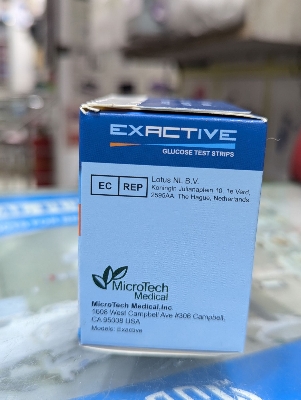 EXACTIVE
GLUCOSE TEST STRIPS
EC REP
Lotus NL B.V.
Koningin Julianaplein 10, 1e Verd,
2595AA, The Hague, Netherlands
MicroTech
Medical
MicroTech Medical,Inc.
1608 West Campbell Ave #306 Campbell,
CA 95008 USA
Models: Exactive